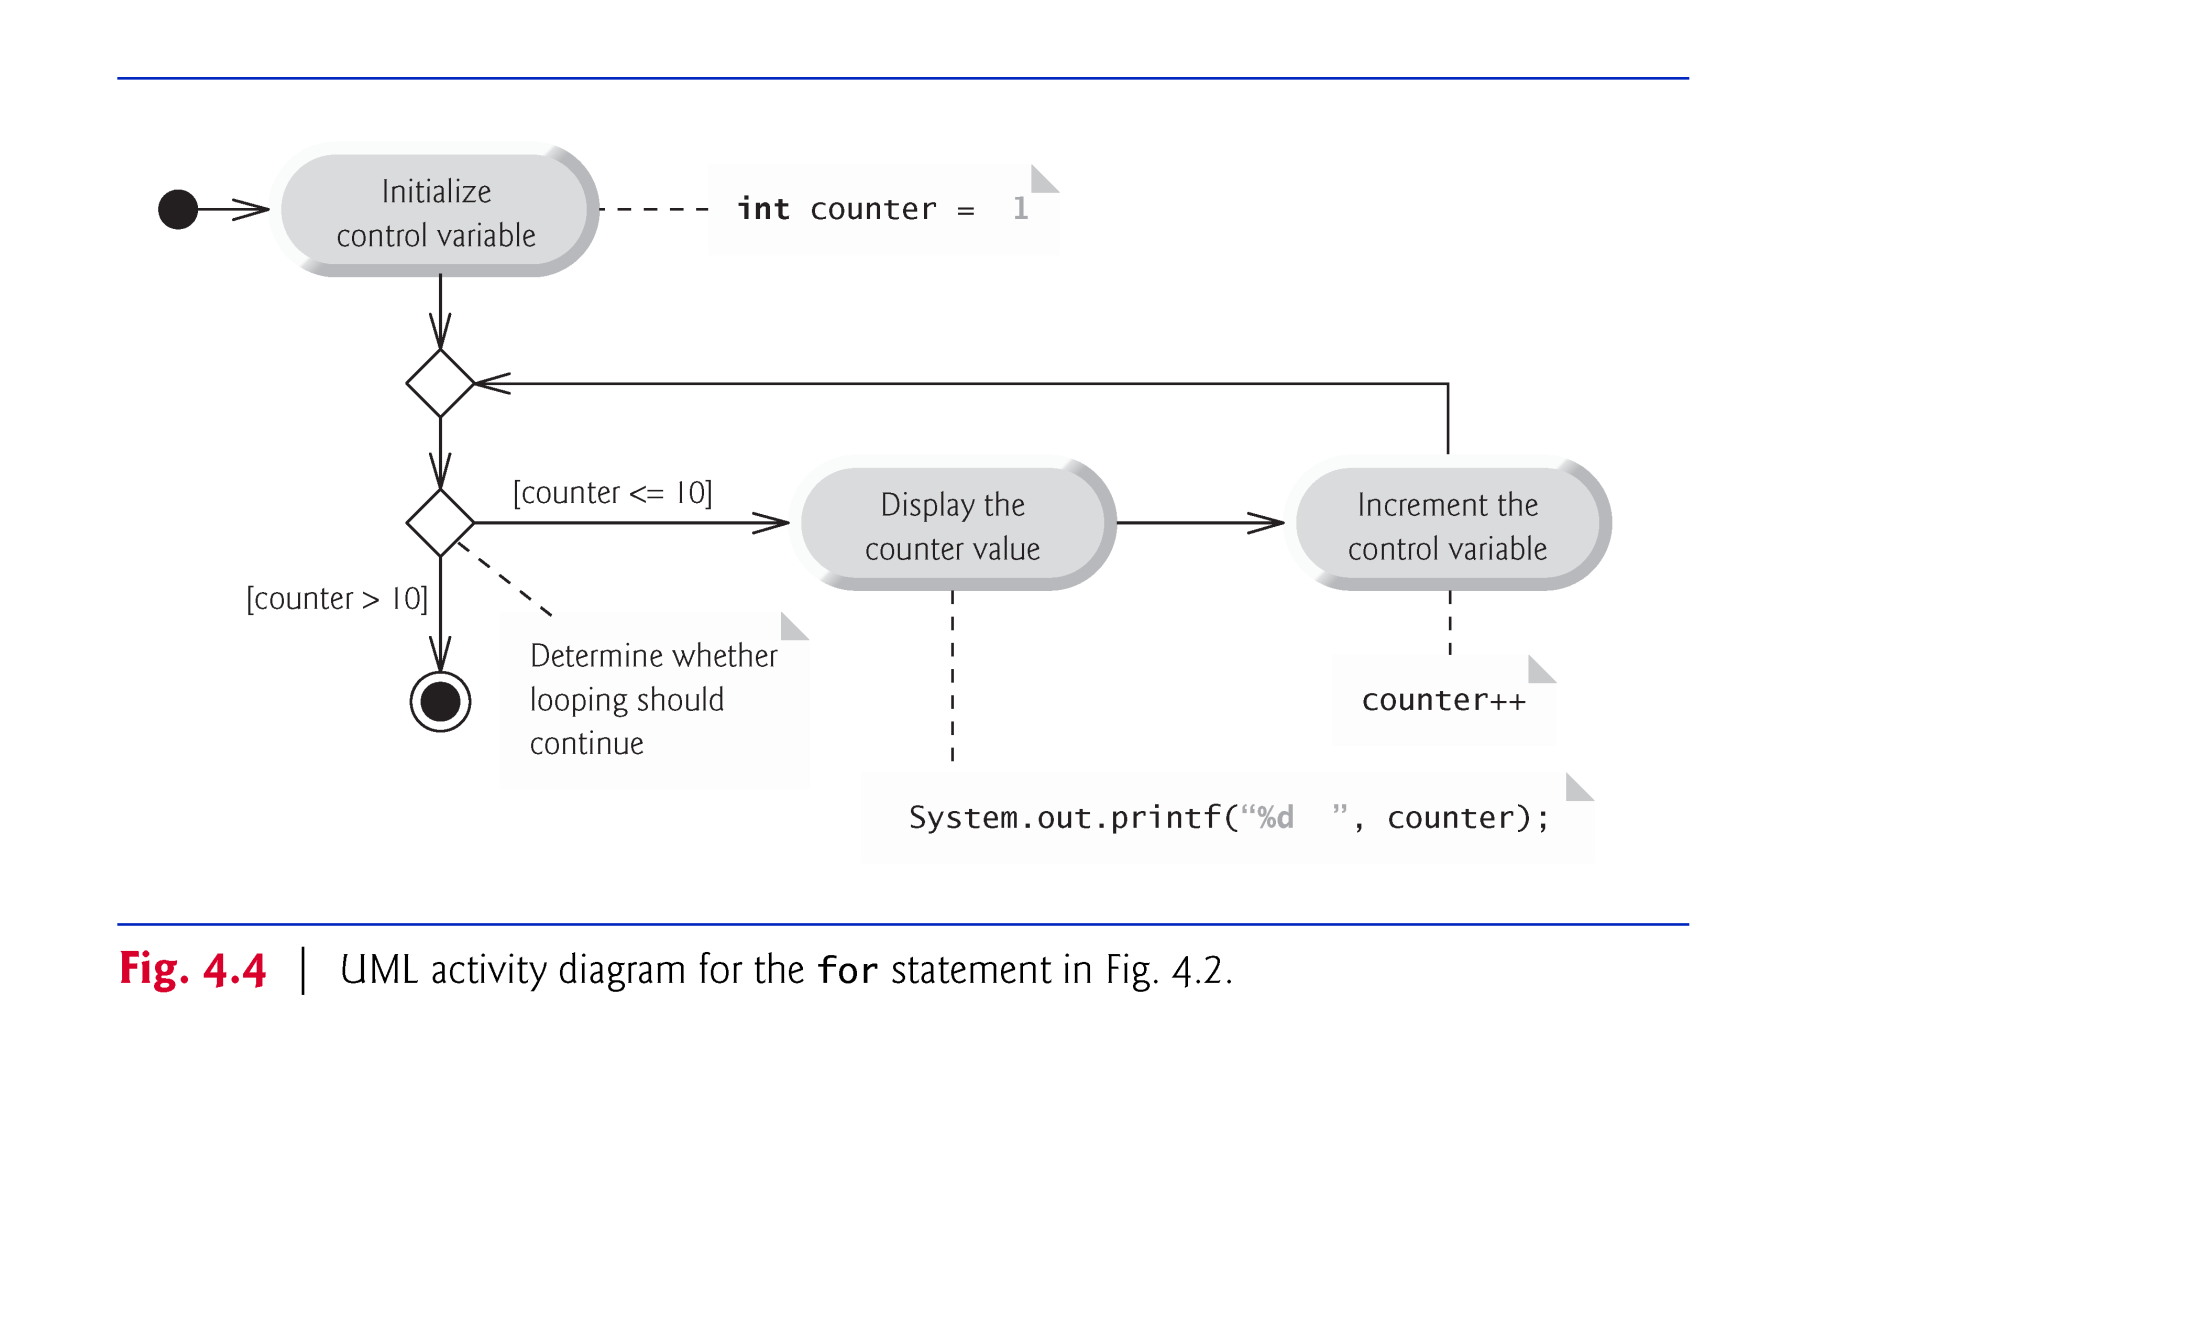 Initialize
control variable
int counter = 1
[counter <= 10]
Display the
counter value
Increment the
control variable
[counter > 10]
Determine whether
looping should
continue
counter++
System.out.printf(“%d ”, counter);
Fig. 4.4 | UML activity diagram for the for statement in Fig. 4.2.